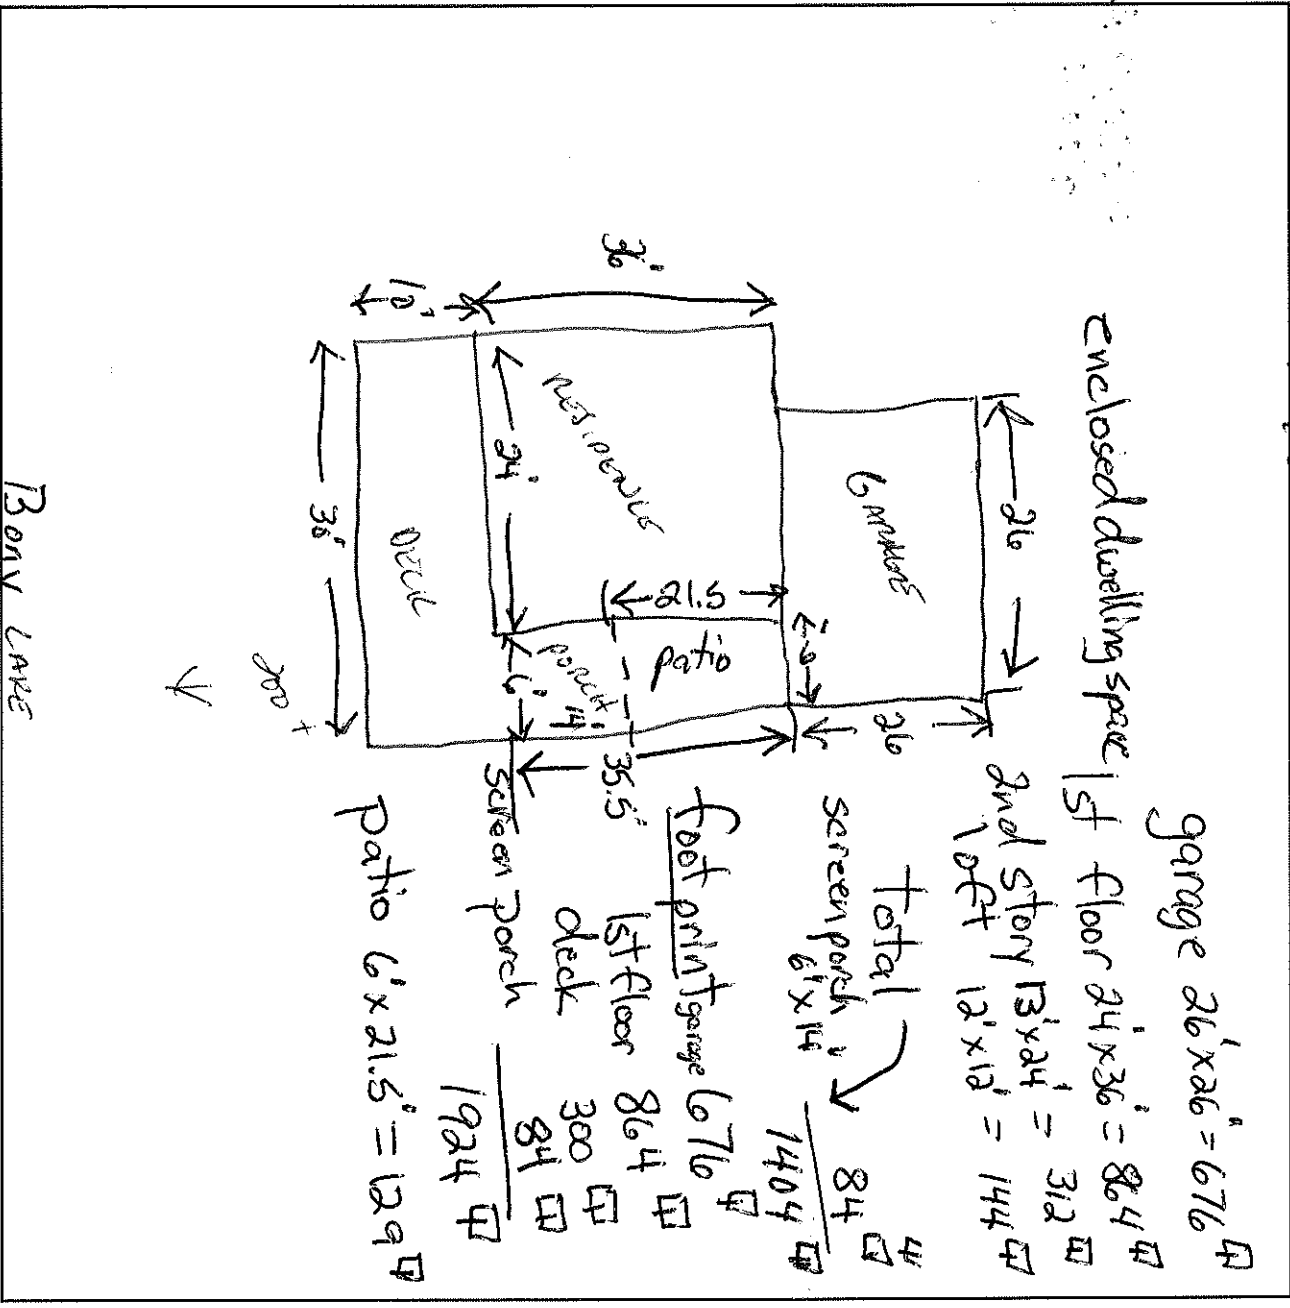 garage 26'x26' = 676
enclosed dwelling space 1st floor 24'x36' = 864
2nd story 13'x24' = 312
loft 12'x12' = 144
total 84
screen porch
6'x14' 1404
foot print garage 676
1st floor 864
deck 300
screen porch 84
1924
patio 6'x21.5' = 129
26
GARAGE
26
36'
RESIDENCE
21.5
patio
6'
24'
PORCH
14'
6'
35.5'
10'
DECK
30'
200+
BONY LAKE